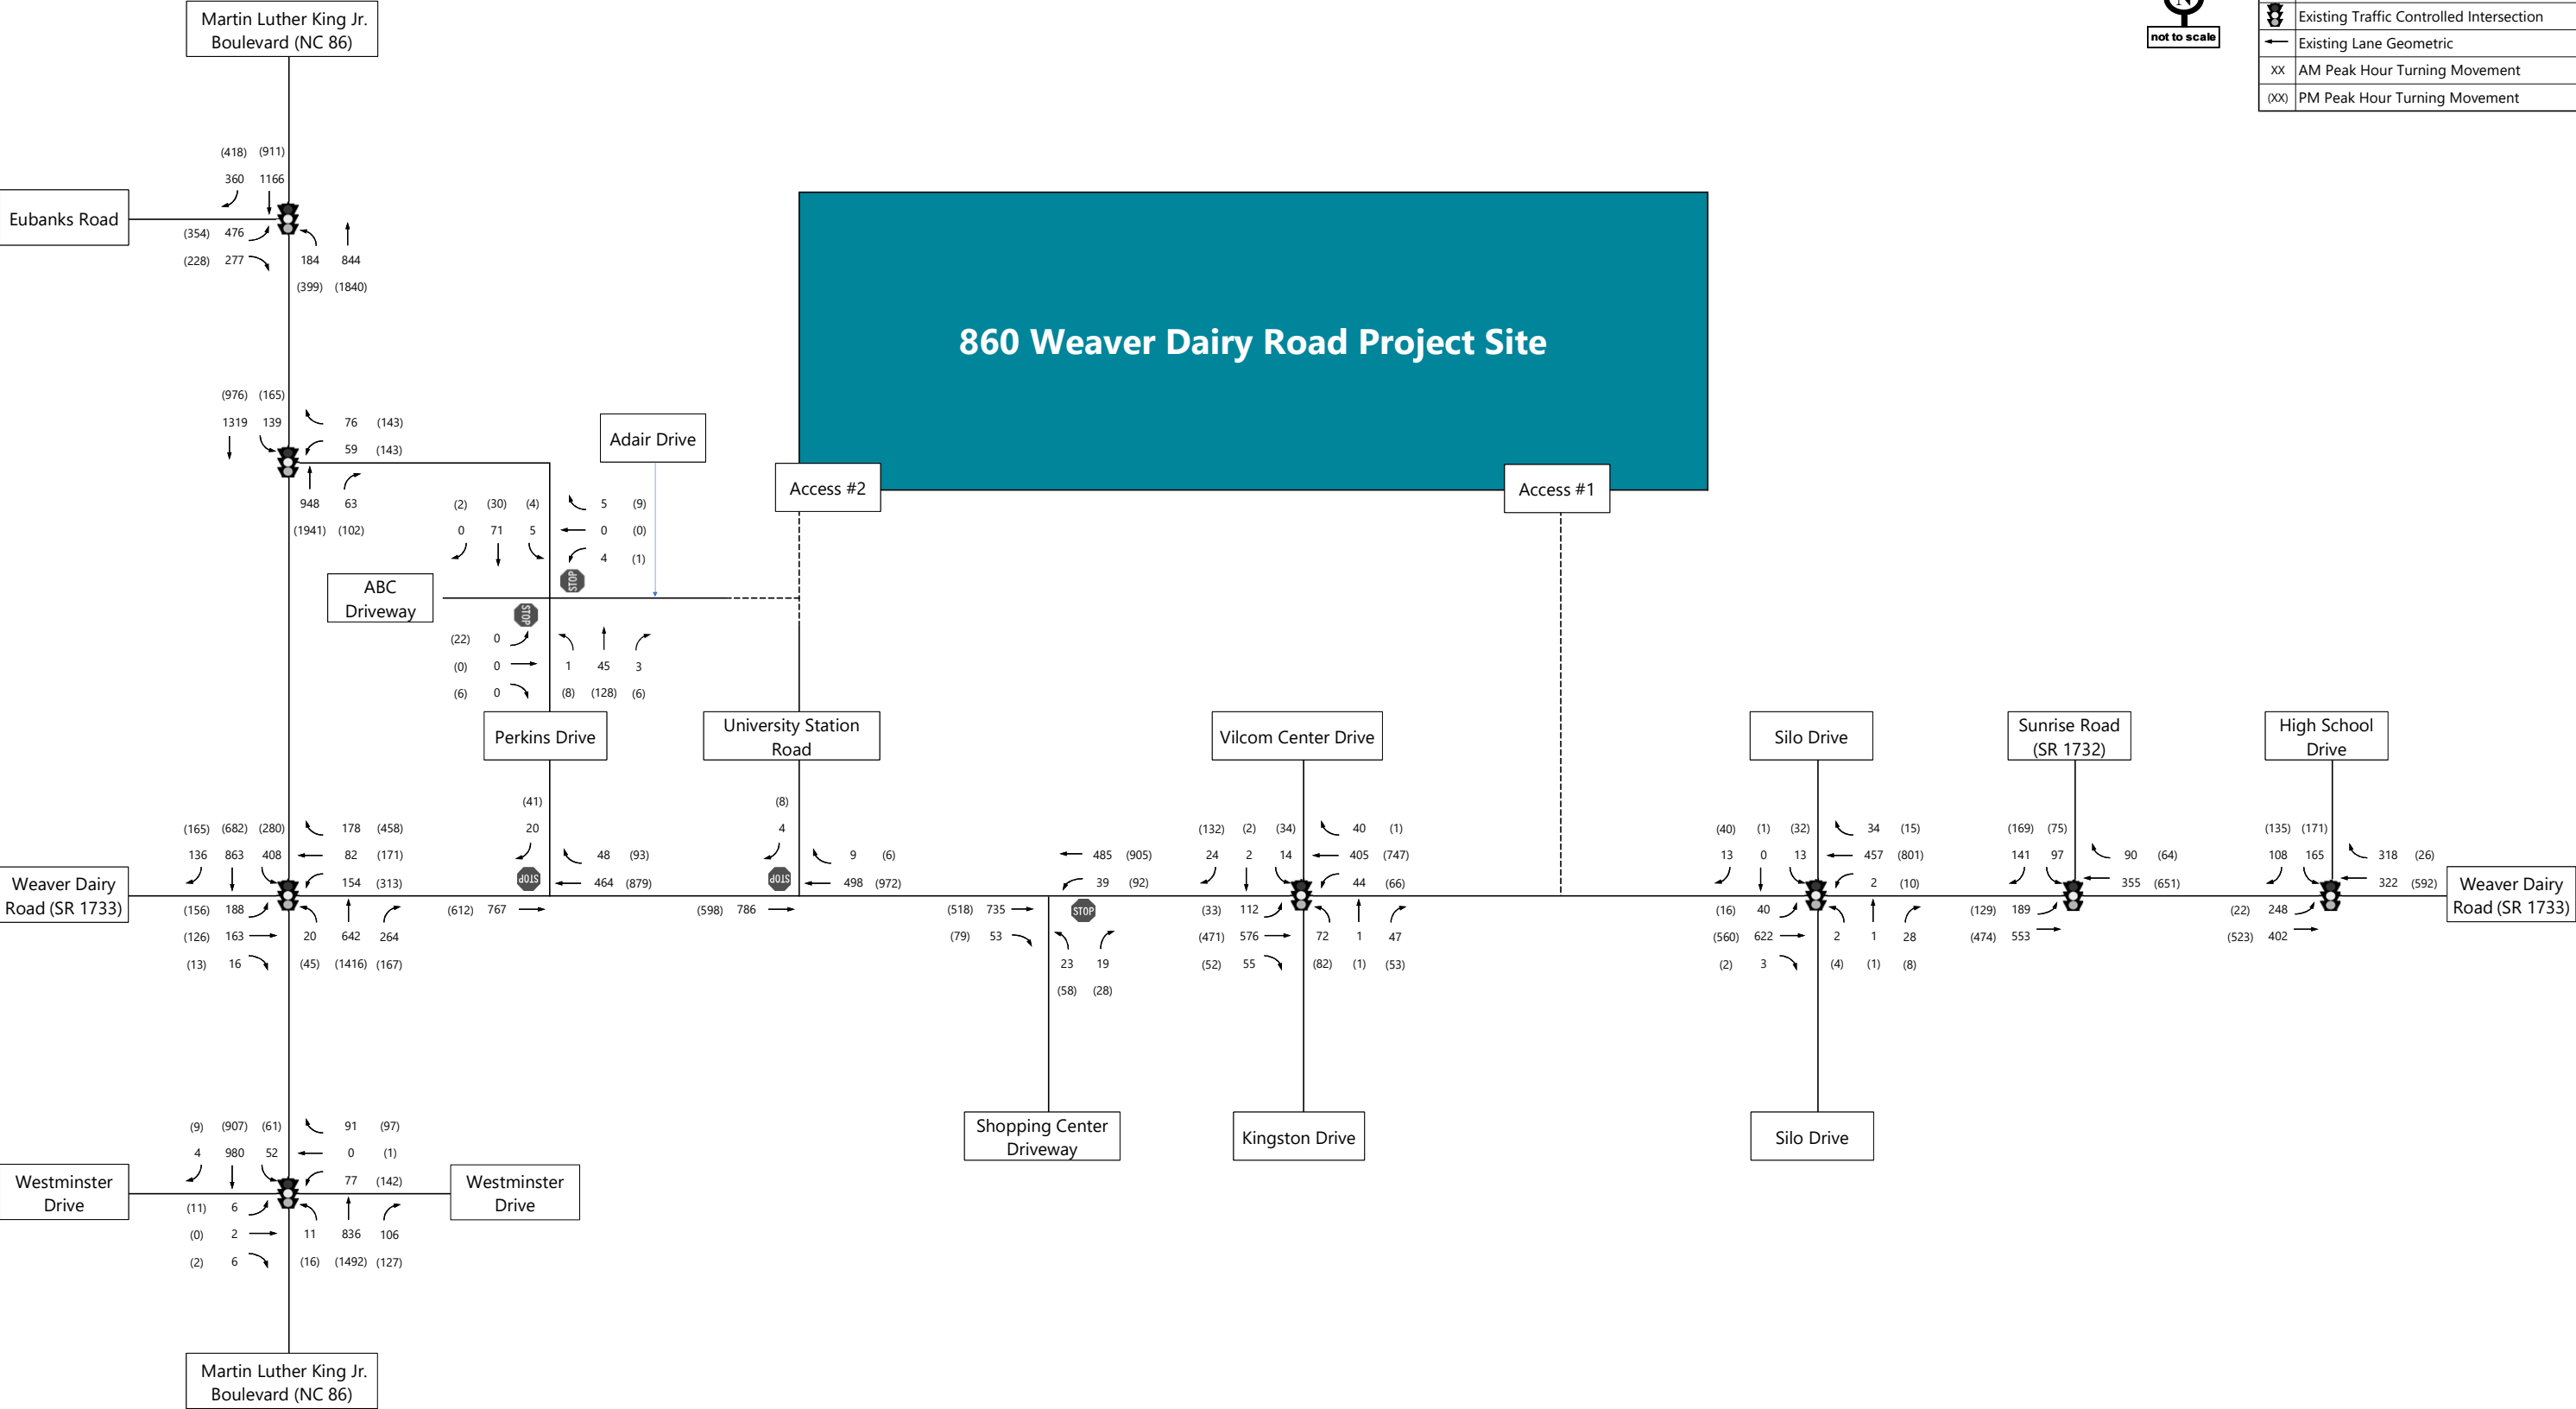 Martin Luther King Jr.
Boulevard (NC 86)
N
not to scale
Existing Traffic Controlled Intersection
Existing Lane Geometric
XX AM Peak Hour Turning Movement
(XX) PM Peak Hour Turning Movement
(418) (911)
360 1166
Eubanks Road
(354) 476
(228) 277
184 844
(399) (1840)
860 Weaver Dairy Road Project Site
(976) (165)
1319 139
76 (143)
59 (143)
948 63
(1941) (102)
Adair Drive
Access #2
Access #1
(2) (30) (4)
0 71 5
5 (9)
0 (0)
4 (1)
STOP
ABC
Driveway
STOP
(22) 0
(0) 0
(6) 0
1 45 3
(8) (128) (6)
Perkins Drive
University Station
Road
Vilcom Center Drive
Silo Drive
Sunrise Road
(SR 1732)
High School
Drive
(165) (682) (280)
136 863 408
178 (458)
82 (171)
154 (313)
Weaver Dairy
Road (SR 1733)
(156) 188
(126) 163
(13) 16
20 642 264
(45) (1416) (167)
(41)
20
STOP
48 (93)
464 (879)
(612) 767
(8)
4
STOP
9 (6)
498 (972)
(598) 786
485 (905)
39 (92)
(518) 735
(79) 53
STOP
23 19
(58) (28)
(132) (2) (34)
24 2 14
40 (1)
405 (747)
44 (66)
(33) 112
(471) 576
(52) 55
72 1 47
(82) (1) (53)
(40) (1) (32)
13 0 13
34 (15)
457 (801)
2 (10)
(16) 40
(560) 622
(2) 3
2 1 28
(4) (1) (8)
(169) (75)
141 97
90 (64)
355 (651)
(129) 189
(474) 553
(135) (171)
108 165
318 (26)
322 (592)
(22) 248
(523) 402
Weaver Dairy
Road (SR 1733)
Shopping Center
Driveway
Kingston Drive
Silo Drive
(9) (907) (61)
4 980 52
91 (97)
0 (1)
77 (142)
Westminster
Drive
Westminster
Drive
(11) 6
(0) 2
(2) 6
11 836 106
(16) (1492) (127)
Martin Luther King Jr.
Boulevard (NC 86)